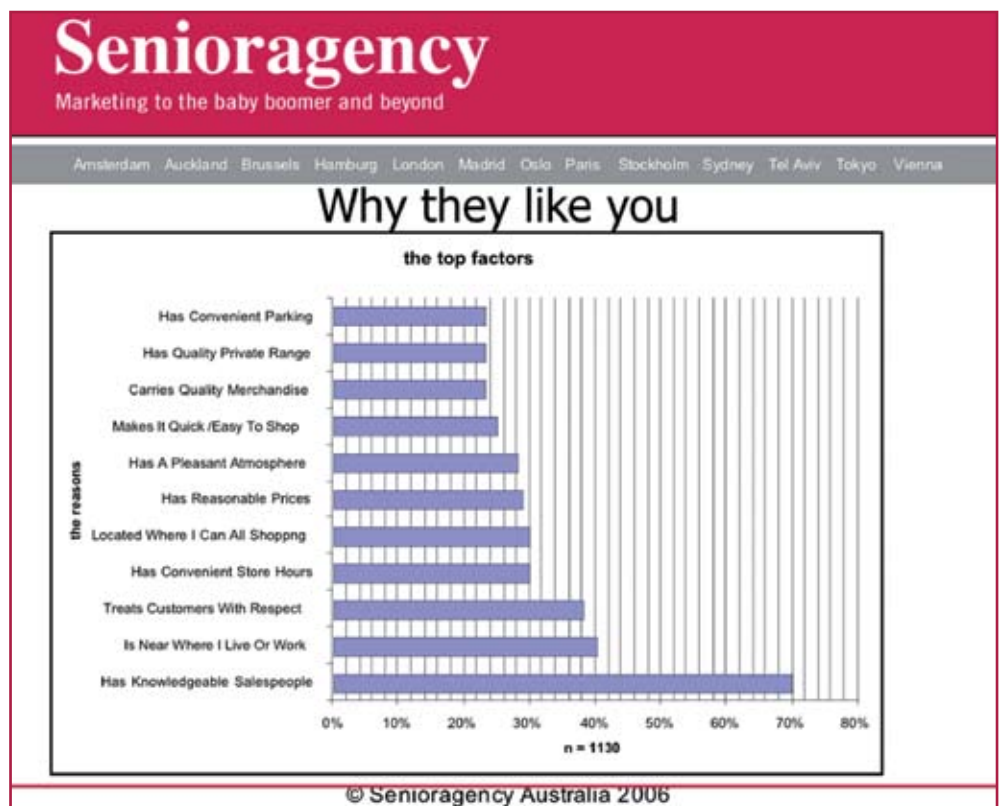 Senioragency
Marketing to the baby boomer and beyond
Amsterdam Auckland Brussels Hamburg London Madrid Oslo Paris Stockholm Sydney Tel Aviv Tokyo Vienna
Why they like you
the top factors
the reasons
Has Convenient Parking
Has Quality Private Range
Carries Quality Merchandise
Makes It Quick /Easy To Shop
Has A Pleasant Atmosphere
Has Reasonable Prices
Located Where I Can All Shoppng
Has Convenient Store Hours
Treats Customers With Respect
Is Near Where I Live Or Work
Has Knowledgeable Salespeople
0% 10% 20% 30% 40% 50% 60% 70% 80%
n = 1130
© Senioragency Australia 2006